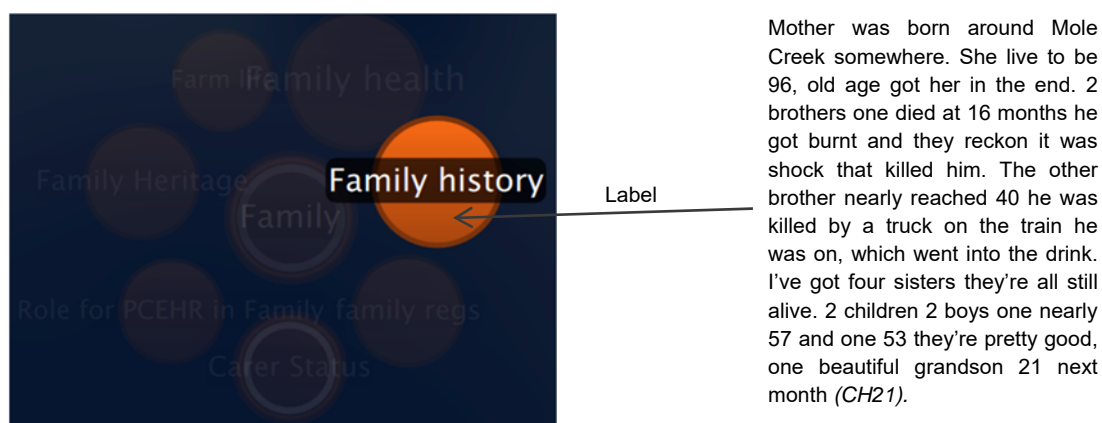 Farm life
Family health
Family Heritage
Family history
Family
Role for PCEHR in Family
family regs
Carer Status
Label
Mother was born around Mole
Creek somewhere. She live to be
96, old age got her in the end. 2
brothers one died at 16 months he
got burnt and they reckon it was
shock that killed him. The other
brother nearly reached 40 he was
killed by a truck on the train he
was on, which went into the drink.
I've got four sisters they're all still
alive. 2 children 2 boys one nearly
57 and one 53 they're pretty good,
one beautiful grandson 21 next
month (CH21).